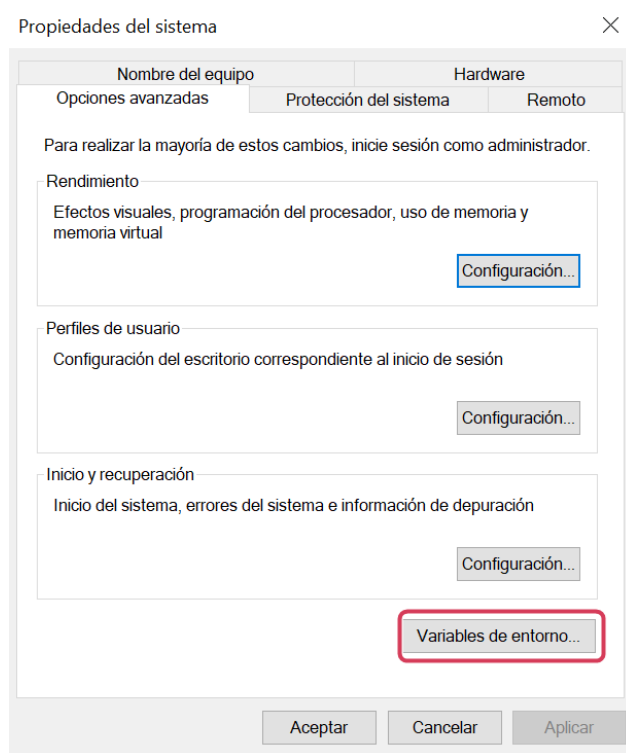 Propiedades del sistema
Nombre del equipo
Hardware
Opciones avanzadas
Protección del sistema
Remoto
Para realizar la mayoría de estos cambios, inicie sesión como administrador.
Rendimiento
Efectos visuales, programación del procesador, uso de memoria y
memoria virtual
Configuración...
Perfiles de usuario
Configuración del escritorio correspondiente al inicio de sesión
Configuración...
Inicio y recuperación
Inicio del sistema, errores del sistema e información de depuración
Configuración...
Variables de entorno...
Aceptar
Cancelar
Aplicar